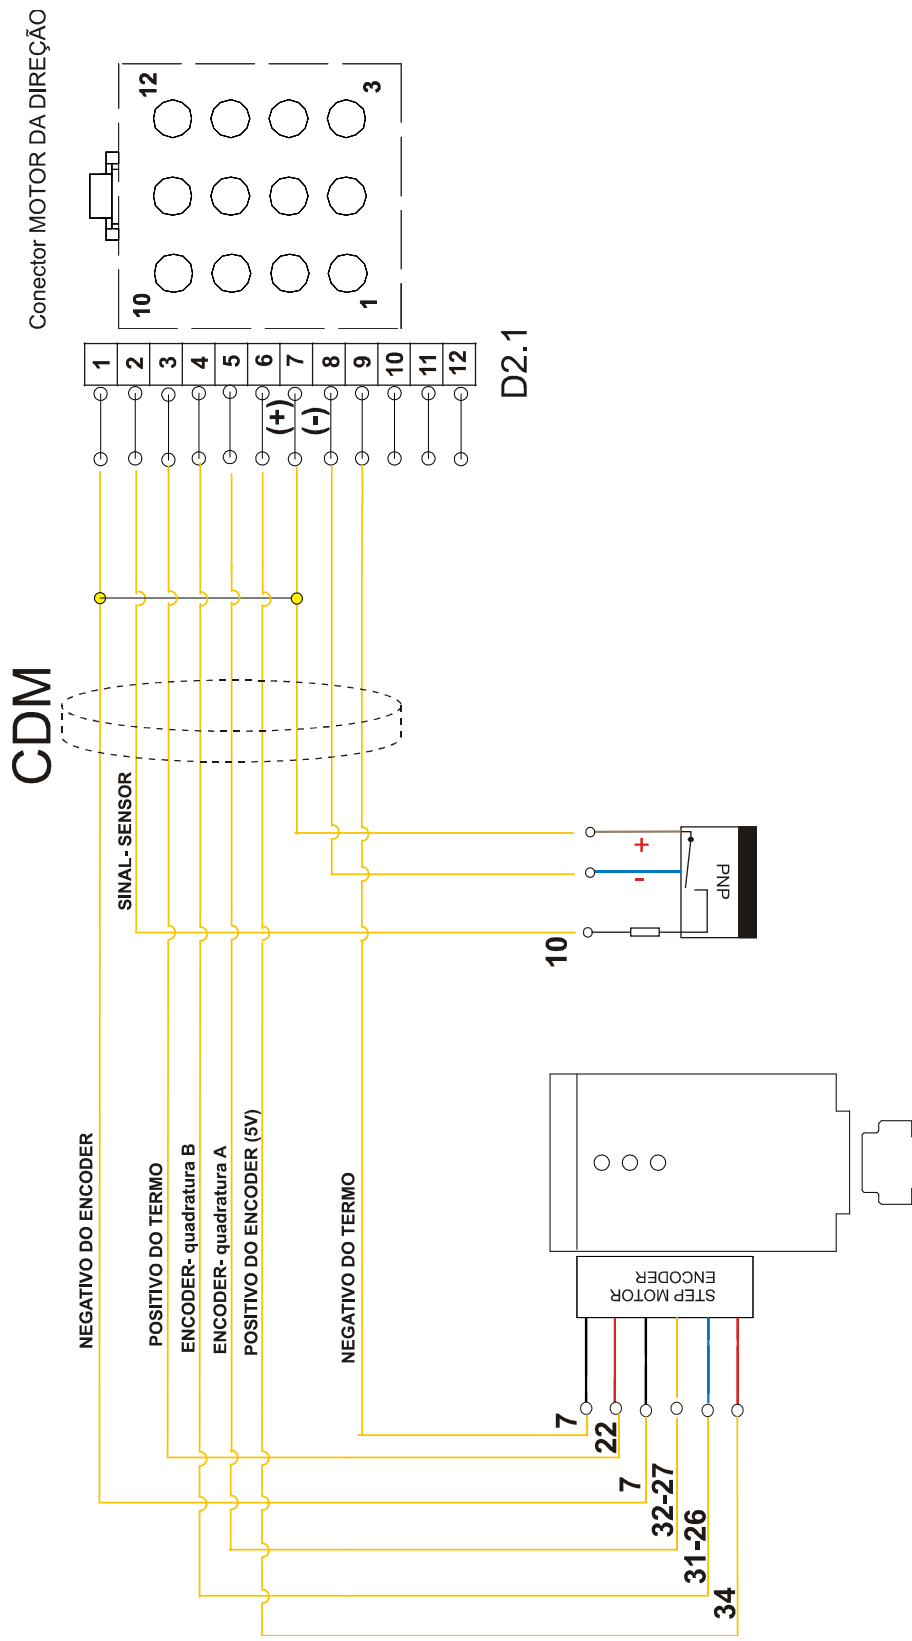 Conector MOTOR DA DIREÇÃO
12
3
10
1
1
2
3
4
5
6
7
8
9
10
11
12
D2.1
(+)
(-)
CDM
SINAL- SENSOR
+
-
PNP
10
NEGATIVO DO ENCODER
POSITIVO DO TERMO
ENCODER- quadratura B
ENCODER- quadratura A
POSITIVO DO ENCODER (5V)
NEGATIVO DO TERMO
STEP MOTOR
ENCODER
7
22
7
32-27
31-26
34